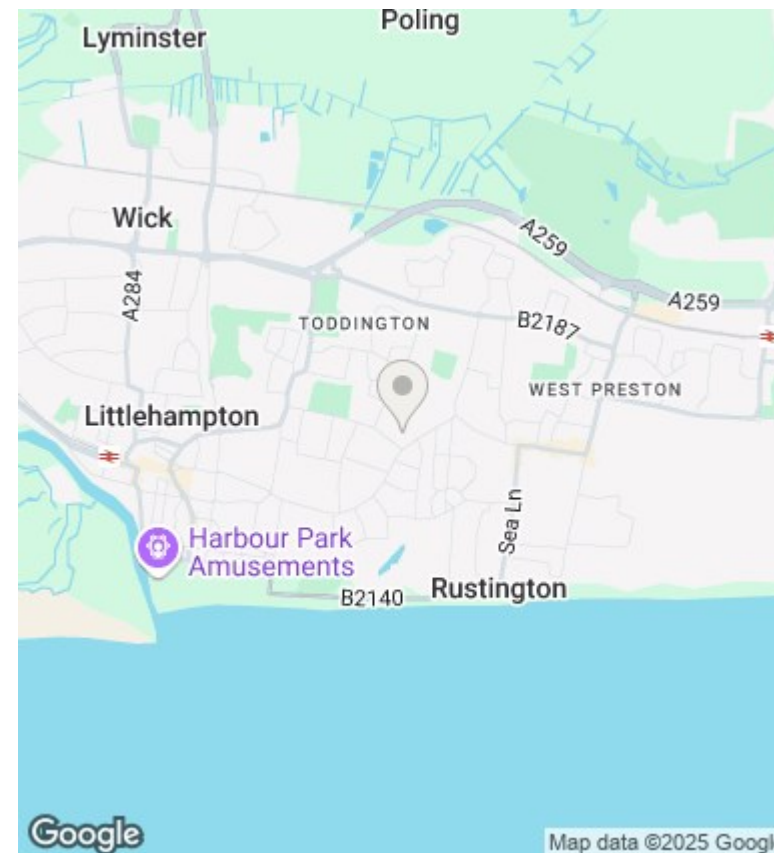 Poling
Lyminster
Wick
A259
A284
A259
TODDINGTON
B2187
WEST PRESTON
Littlehampton
Sea Ln
Harbour Park
Amusements
B2140
Rustington
Google
Map data ©2025 Google